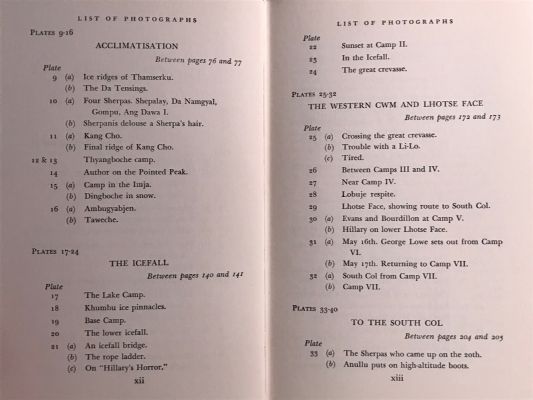 LIST OF PHOTOGRAPHS
PLATES 9-16
ACCLIMATISATION
Between pages 76 and 77
Plate
9 (a) Ice ridges of Thamserku.
(b) The Da Tensings.
10 (a) Four Sherpas. Shepalay, Da Namgyal,
Gompu, Ang Dawa I.
(b) Sherpanis delouse a Sherpa's hair.
11 (a) Kang Cho.
(b) Final ridge of Kang Cho.
12 & 13 Thyangboche camp.
14 Author on the Pointed Peak.
15 (a) Camp in the Imja.
(b) Dingboche in snow.
16 (a) Ambugyabjen.
(b) Taweche.
PLATES 17-24
THE ICEFALL
Between pages 140 and 141
Plate
17 The Lake Camp.
18 Khumbu ice pinnacles.
19 Base Camp.
20 The lower icefall.
21 (a) An icefall bridge.
(b) The rope ladder.
(c) On "Hillary's Horror."
xii
LIST OF PHOTOGRAPHS
Plate
22 Sunset at Camp II.
23 In the Icefall.
24 The great crevasse.
PLATES 25-32
THE WESTERN CWM AND LHOTSE FACE
Between pages 172 and 173
Plate
25 (a) Crossing the great crevasse.
(b) Trouble with a Li-Lo.
(c) Tired.
26 Between Camps III and IV.
27 Near Camp IV.
28 Lobuje respite.
29 Lhotse Face, showing route to South Col.
30 (a) Evans and Bourdillon at Camp V.
(b) Hillary on lower Lhotse Face.
31 (a) May 16th. George Lowe sets out from Camp
VI.
(b) May 17th. Returning to Camp VII.
32 (a) South Col from Camp VII.
(b) Camp VII.
PLATES 33-40
TO THE SOUTH COL
Between pages 204 and 205
Plate
33 (a) The Sherpas who came up on the 20th.
(b) Anullu puts on high-altitude boots.
xiii